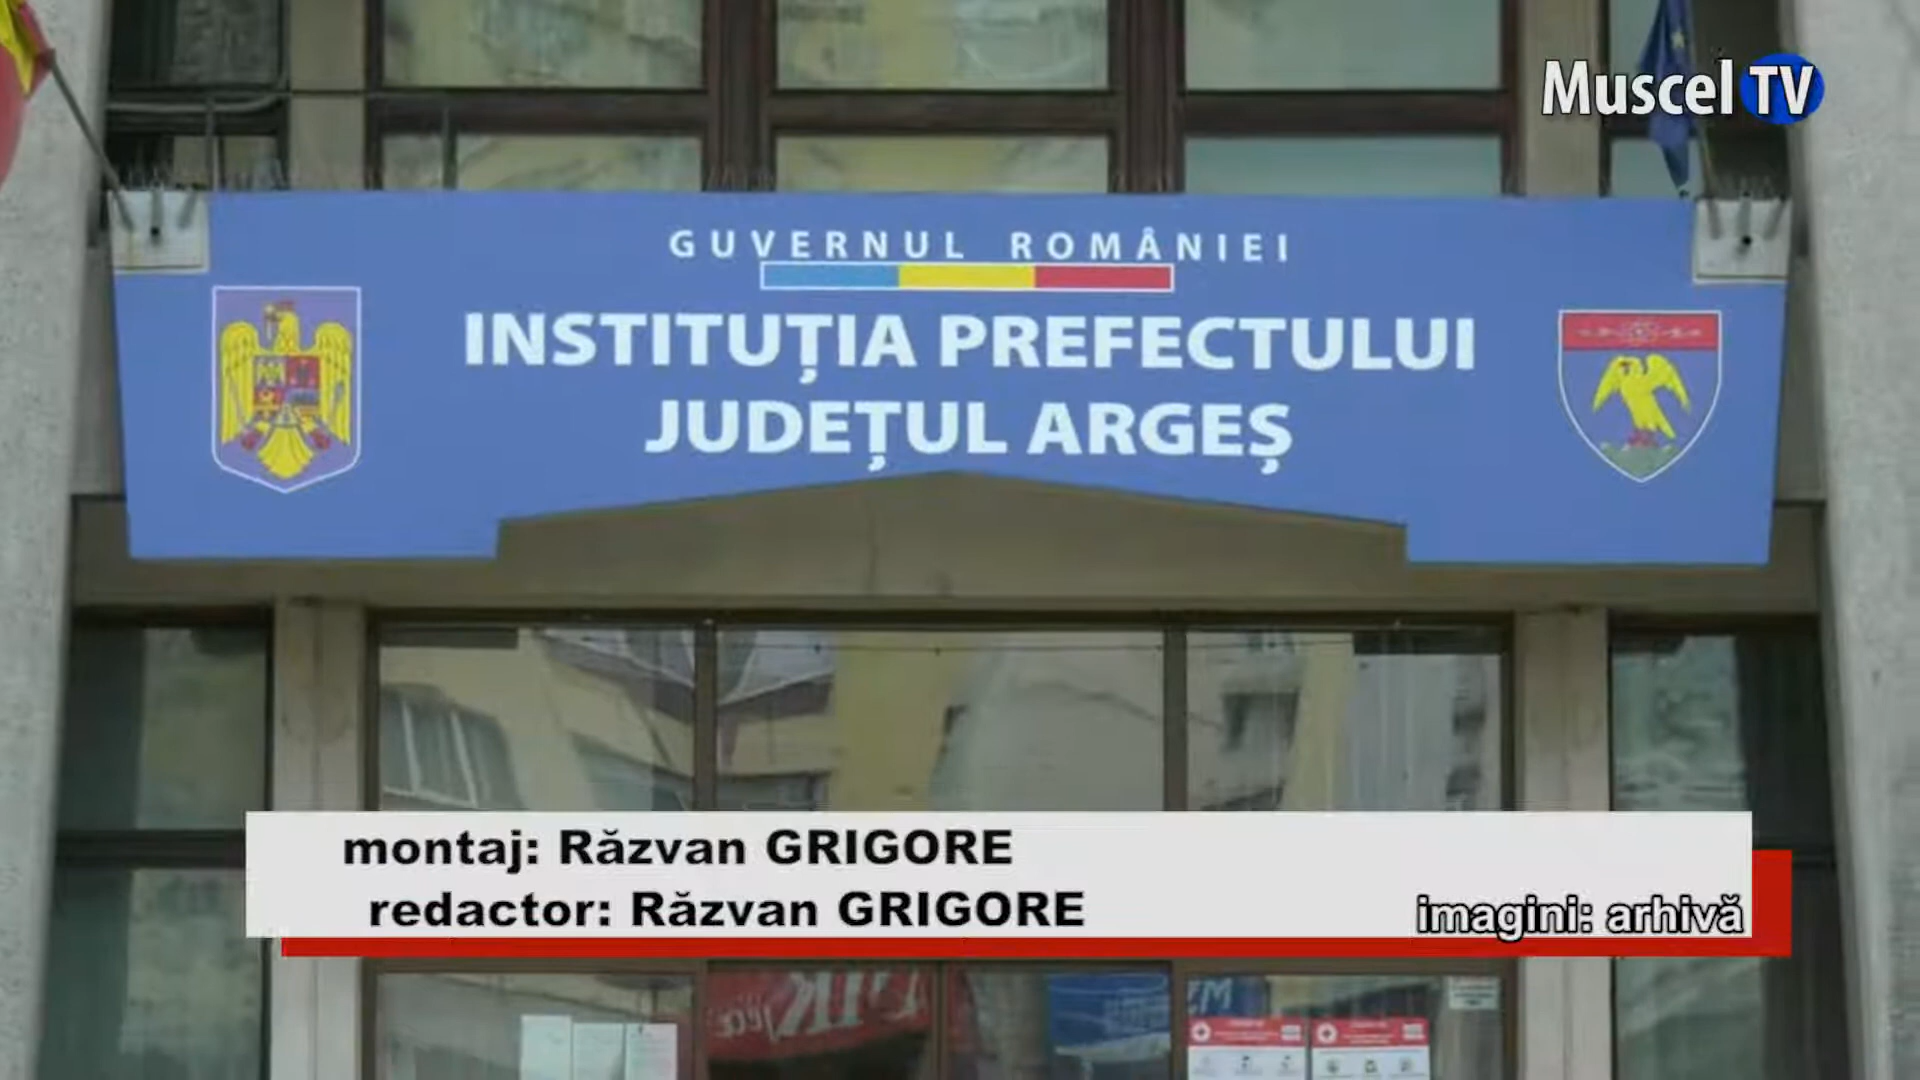 Muscel TV
GUVERNUL ROMÂNIEI
INSTITUȚIA PREFECTULUI
JUDEȚUL ARGEȘ
montaj: Răzvan GRIGORE
redactor: Răzvan GRIGORE
imagini: arhivă